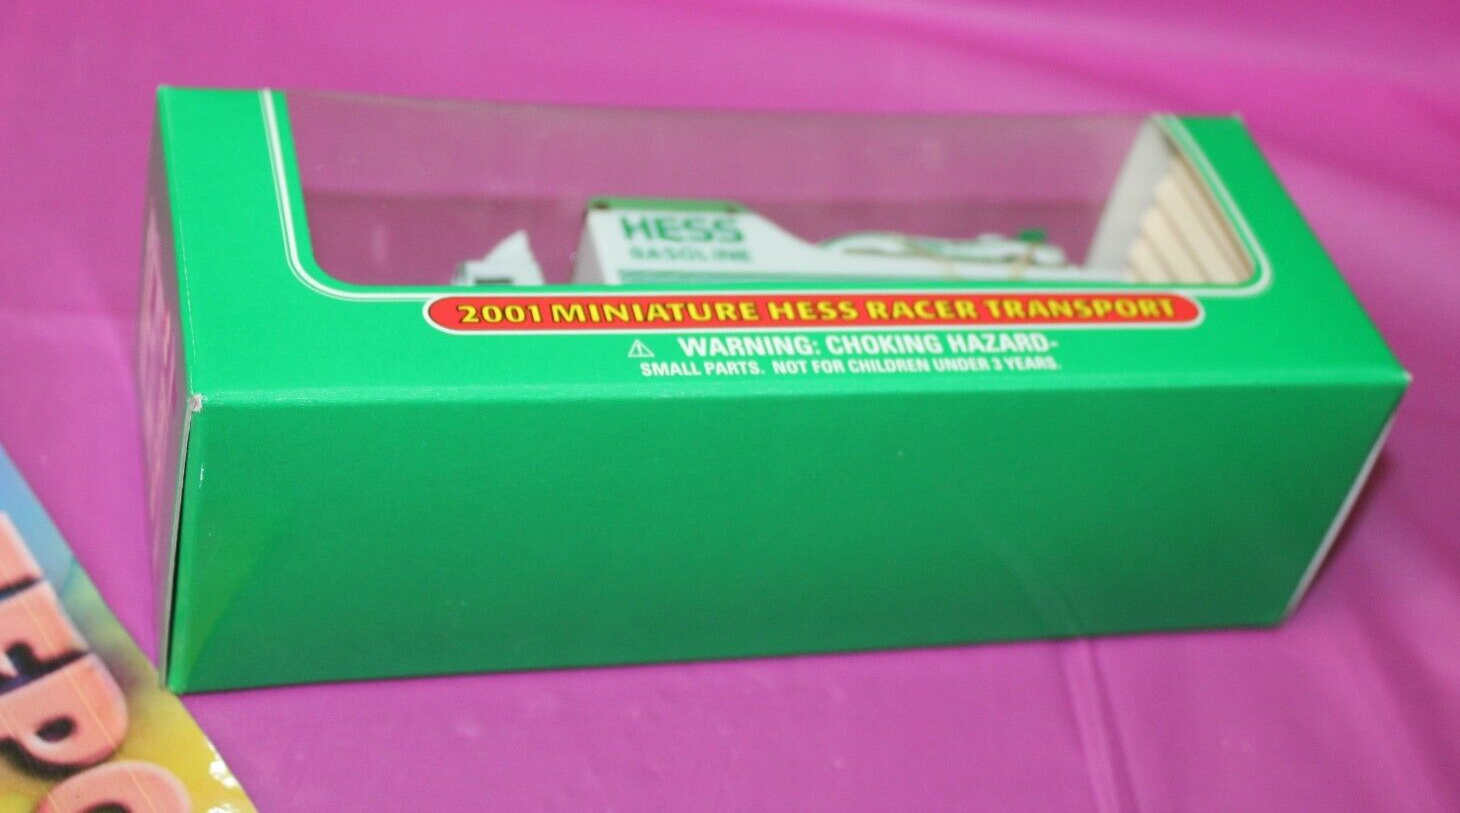 HESS
GASOLINE
2001 MINIATURE HESS RACER TRANSPORT
⚠ WARNING: CHOKING HAZARD-
SMALL PARTS. NOT FOR CHILDREN UNDER 3 YEARS.